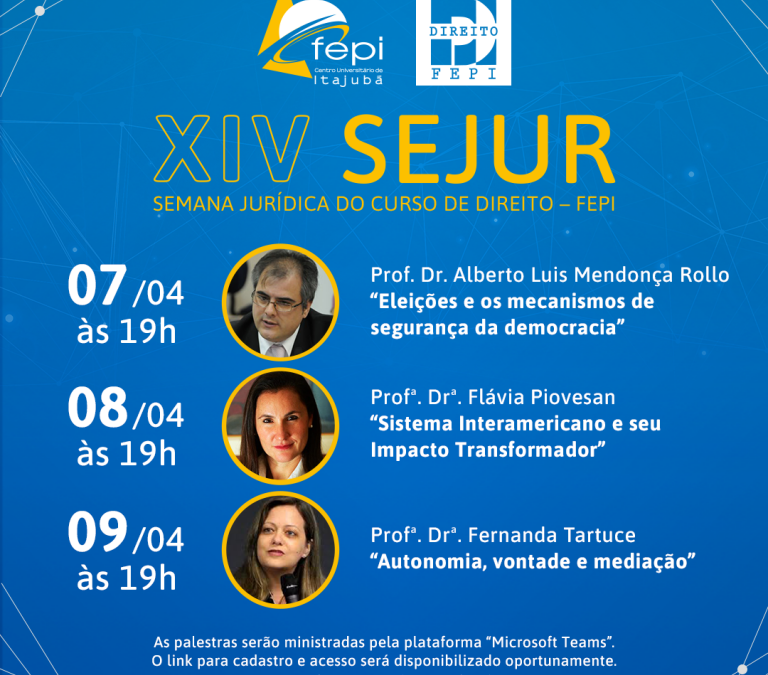 fepi
Centro Universitário de
Itajubá
DIREITO
FEPI
XIV SEJUR
SEMANA JURÍDICA DO CURSO DE DIREITO – FEPI
07/04
às 19h
Prof. Dr. Alberto Luis Mendonça Rollo
“Eleições e os mecanismos de
segurança da democracia”
08/04
às 19h
Profª. Drª. Flávia Piovesan
“Sistema Interamericano e seu
Impacto Transformador”
09/04
às 19h
Profª. Drª. Fernanda Tartuce
“Autonomia, vontade e mediação”
As palestras serão ministradas pela plataforma “Microsoft Teams”.
O link para cadastro e acesso será disponibilizado oportunamente.